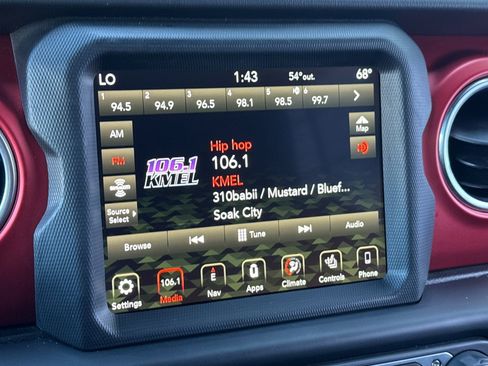 LO 1:43 54°out. 68°
1 2 3 4 5 6
94.5 94.9 96.5 98.1 98.5 99.7
AM
FM
Source Select
Hip hop
106.1
KMEL
310babii / Mustard / Bluef...
Soak City
106.1
KMEL
Map
Browse Tune Audio
106.1 E
Settings Media Nav Apps Climate Controls Phone